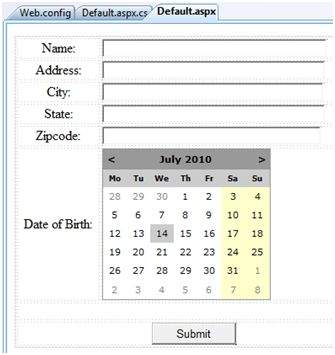 Web.config Default.aspx.cs Default.aspx
Name:
Address:
City:
State:
Zipcode:
Date of Birth:
< July 2010 >
Mo Tu We Th Fr Sa Su
28 29 30 1 2 3 4
5 6 7 8 9 10 11
12 13 14 15 16 17 18
19 20 21 22 23 24 25
26 27 28 29 30 31 1
2 3 4 5 6 7 8
Submit